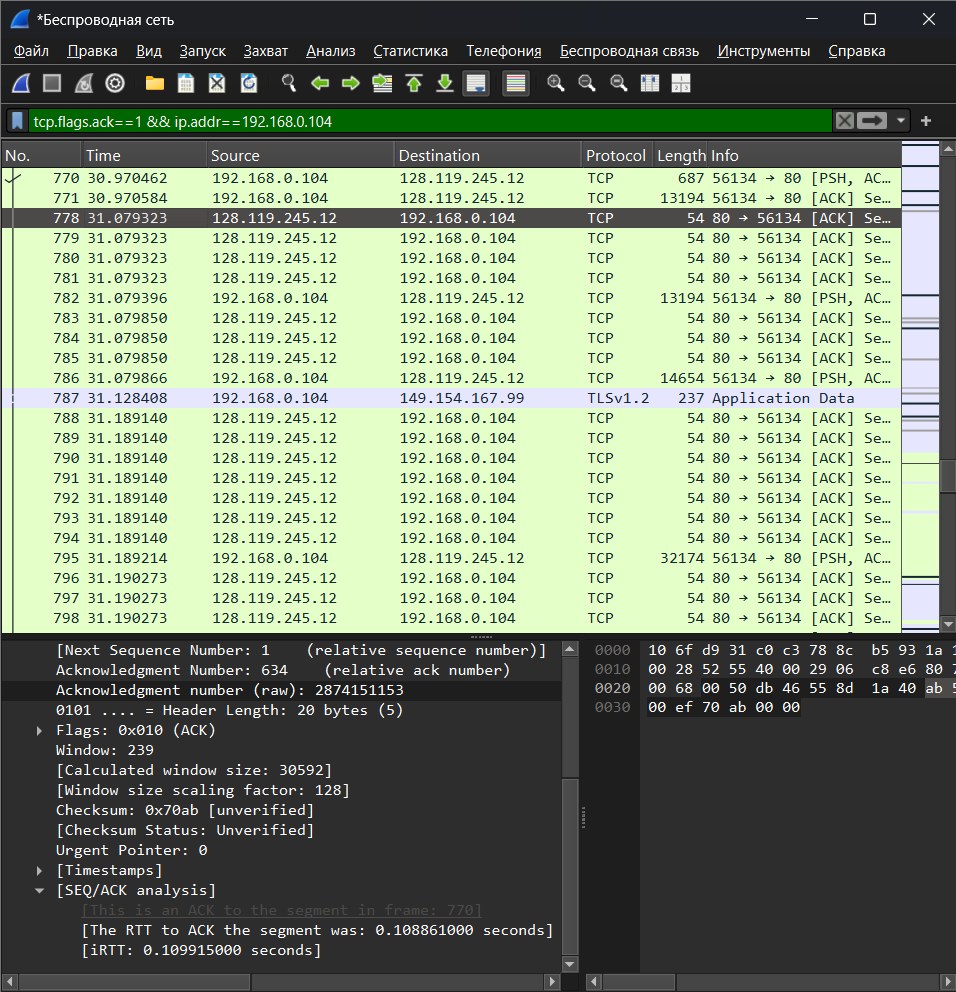 *Беспроводная сеть
Файл Правка Вид Запуск Захват Анализ Статистика Телефония Беспроводная связь Инструменты Справка
tcp.flags.ack==1 && ip.addr==192.168.0.104
No. Time Source Destination Protocol Length Info
770 30.970462 192.168.0.104 128.119.245.12 TCP 687 56134 → 80 [PSH, AC…
771 30.970584 192.168.0.104 128.119.245.12 TCP 13194 56134 → 80 [ACK] Se…
778 31.079323 128.119.245.12 192.168.0.104 TCP 54 80 → 56134 [ACK] Se…
779 31.079323 128.119.245.12 192.168.0.104 TCP 54 80 → 56134 [ACK] Se…
780 31.079323 128.119.245.12 192.168.0.104 TCP 54 80 → 56134 [ACK] Se…
781 31.079323 128.119.245.12 192.168.0.104 TCP 54 80 → 56134 [ACK] Se…
782 31.079396 192.168.0.104 128.119.245.12 TCP 13194 56134 → 80 [PSH, AC…
783 31.079850 128.119.245.12 192.168.0.104 TCP 54 80 → 56134 [ACK] Se…
784 31.079850 128.119.245.12 192.168.0.104 TCP 54 80 → 56134 [ACK] Se…
785 31.079850 128.119.245.12 192.168.0.104 TCP 54 80 → 56134 [ACK] Se…
786 31.079866 192.168.0.104 128.119.245.12 TCP 14654 56134 → 80 [PSH, AC…
787 31.128408 192.168.0.104 149.154.167.99 TLSv1.2 237 Application Data
788 31.189140 128.119.245.12 192.168.0.104 TCP 54 80 → 56134 [ACK] Se…
789 31.189140 128.119.245.12 192.168.0.104 TCP 54 80 → 56134 [ACK] Se…
790 31.189140 128.119.245.12 192.168.0.104 TCP 54 80 → 56134 [ACK] Se…
791 31.189140 128.119.245.12 192.168.0.104 TCP 54 80 → 56134 [ACK] Se…
792 31.189140 128.119.245.12 192.168.0.104 TCP 54 80 → 56134 [ACK] Se…
793 31.189140 128.119.245.12 192.168.0.104 TCP 54 80 → 56134 [ACK] Se…
794 31.189140 128.119.245.12 192.168.0.104 TCP 54 80 → 56134 [ACK] Se…
795 31.189214 192.168.0.104 128.119.245.12 TCP 32174 56134 → 80 [PSH, AC…
796 31.190273 128.119.245.12 192.168.0.104 TCP 54 80 → 56134 [ACK] Se…
797 31.190273 128.119.245.12 192.168.0.104 TCP 54 80 → 56134 [ACK] Se…
798 31.190273 128.119.245.12 192.168.0.104 TCP 54 80 → 56134 [ACK] Se…
[Next Sequence Number: 1 (relative sequence number)]
Acknowledgment Number: 634 (relative ack number)
Acknowledgment number (raw): 2874151153
0101 .... = Header Length: 20 bytes (5)
Flags: 0x010 (ACK)
Window: 239
[Calculated window size: 30592]
[Window size scaling factor: 128]
Checksum: 0x70ab [unverified]
[Checksum Status: Unverified]
Urgent Pointer: 0
[Timestamps]
[SEQ/ACK analysis]
[This is an ACK to the segment in frame: 770]
[The RTT to ACK the segment was: 0.108861000 seconds]
[iRTT: 0.109915000 seconds]
0000 10 6f d9 31 c0 c3 78 8c b5 93 1a
0010 00 28 52 55 40 00 29 06 c8 e6 80
0020 00 68 00 50 db 46 55 8d 1a 40 ab
0030 00 ef 70 ab 00 00